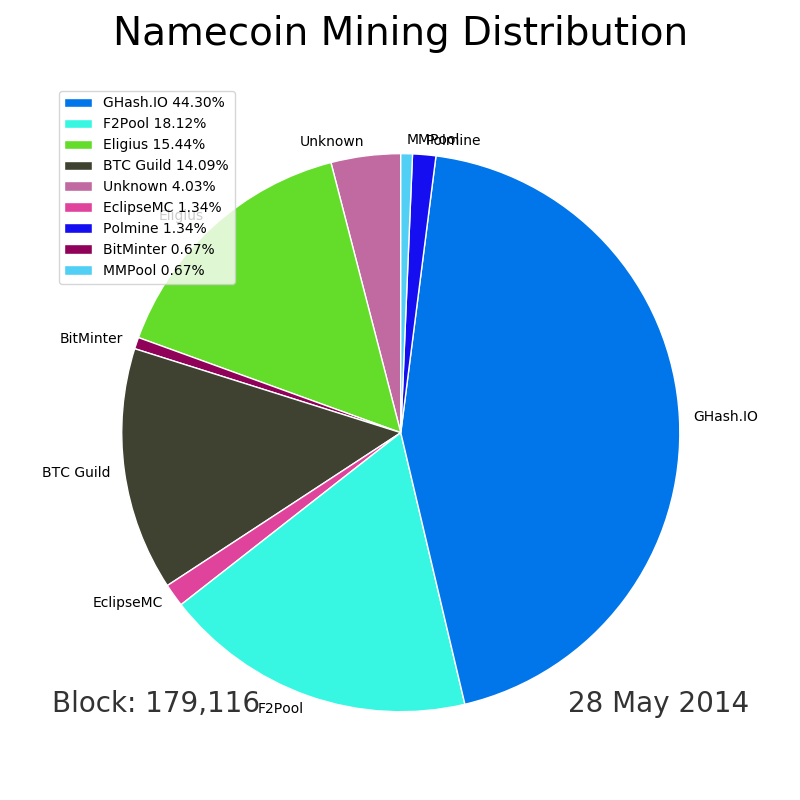 Namecoin Mining Distribution
GHash.IO 44.30%
F2Pool 18.12%
Eligius 15.44%
BTC Guild 14.09%
Unknown 4.03%
EclipseMC 1.34%
Polmine 1.34%
BitMinter 0.67%
MMPool 0.67%
Unknown
MMPool
Polmine
Eligius
BitMinter
GHash.IO
BTC Guild
EclipseMC
F2Pool
Block: 179,116
28 May 2014